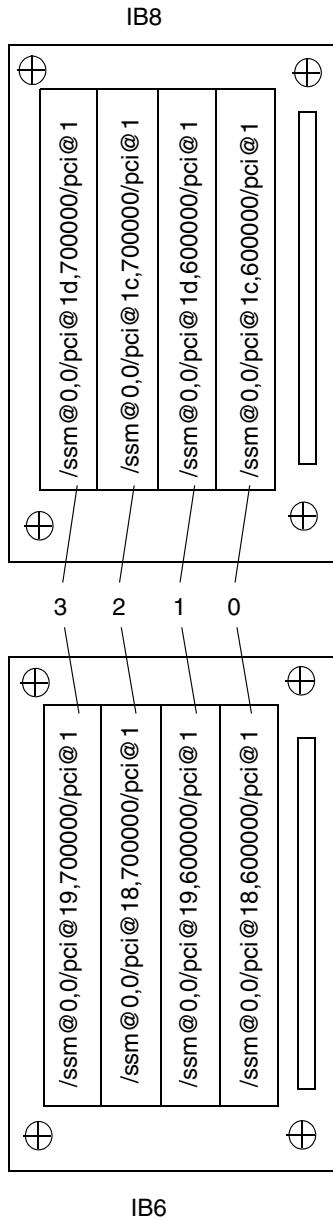 IB8
/ssm@0,0/pci@1d,700000/pci@1
/ssm@0,0/pci@1c,700000/pci@1
/ssm@0,0/pci@1d,600000/pci@1
/ssm@0,0/pci@1c,600000/pci@1
3 2 1 0
/ssm@0,0/pci@19,700000/pci@1
/ssm@0,0/pci@18,700000/pci@1
/ssm@0,0/pci@19,600000/pci@1
/ssm@0,0/pci@18,600000/pci@1
IB6